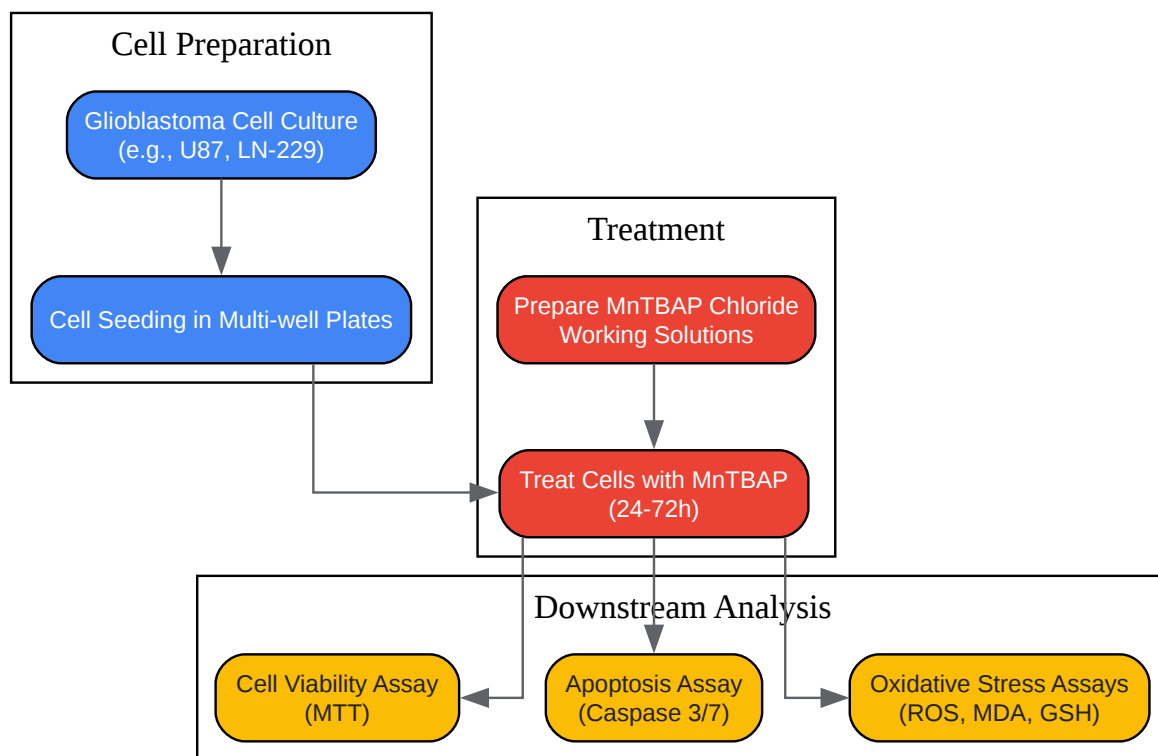 Cell Preparation
Glioblastoma Cell Culture
(e.g., U87, LN-229)
Cell Seeding in Multi-well Plates
Treatment
Prepare MnTBAP Chloride
Working Solutions
Treat Cells with MnTBAP
(24-72h)
Downstream Analysis
Cell Viability Assay
(MTT)
Apoptosis Assay
(Caspase 3/7)
Oxidative Stress Assays
(ROS, MDA, GSH)